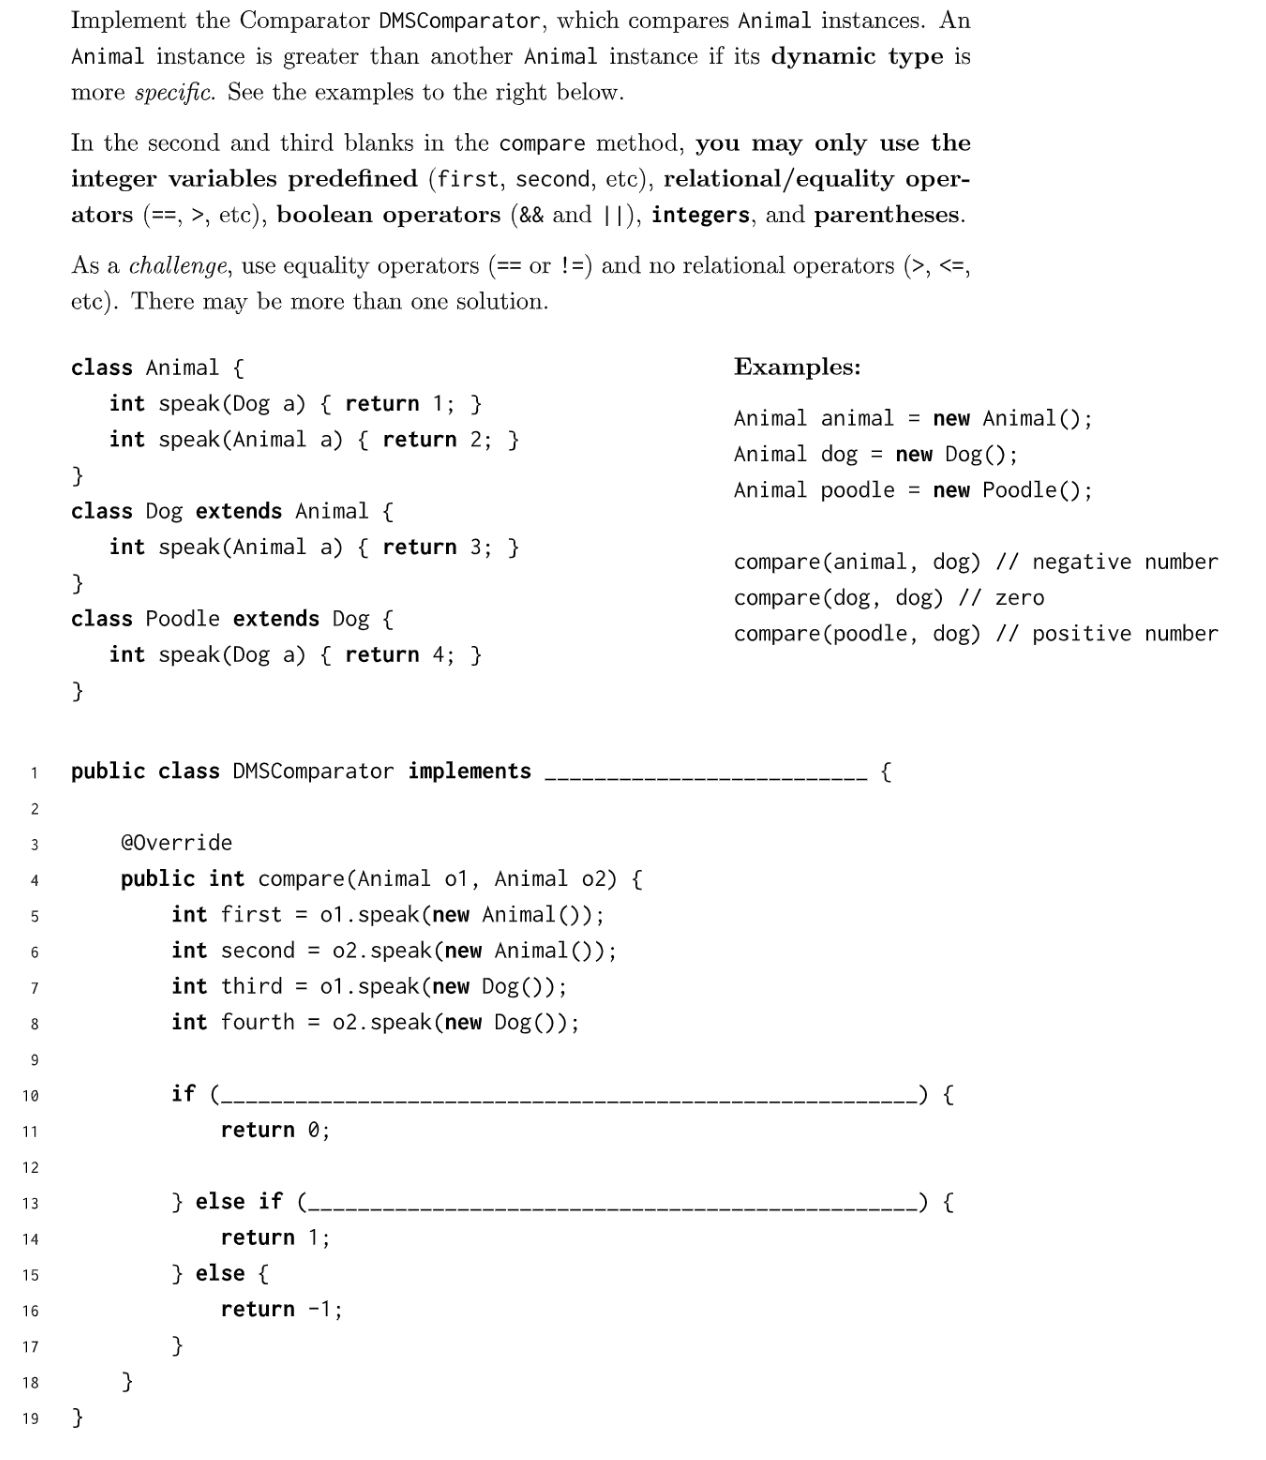 Implement the Comparator DMSComparator, which compares Animal instances. An
Animal instance is greater than another Animal instance if its dynamic type is
more specific. See the examples to the right below.
In the second and third blanks in the compare method, you may only use the
integer variables predefined (first, second, etc), relational/equality oper-
ators (==, >, etc), boolean operators (&& and ||), integers, and parentheses.
As a challenge, use equality operators (== or !=) and no relational operators (>, <=,
etc). There may be more than one solution.
class Animal {
int speak(Dog a) { return 1; }
int speak(Animal a) { return 2; }
}
class Dog extends Animal {
int speak(Animal a) { return 3; }
}
class Poodle extends Dog {
int speak(Dog a) { return 4; }
}
Examples:
Animal animal = new Animal();
Animal dog = new Dog();
Animal poodle = new Poodle();
compare(animal, dog) // negative number
compare(dog, dog) // zero
compare(poodle, dog) // positive number
1 public class DMSComparator implements __________________________ {
2
3 @Override
4 public int compare(Animal o1, Animal o2) {
5 int first = o1.speak(new Animal());
6 int second = o2.speak(new Animal());
7 int third = o1.speak(new Dog());
8 int fourth = o2.speak(new Dog());
9
10 if (________________________________________________________) {
11 return 0;
12
13 } else if (_________________________________________________) {
14 return 1;
15 } else {
16 return -1;
17 }
18 }
19 }